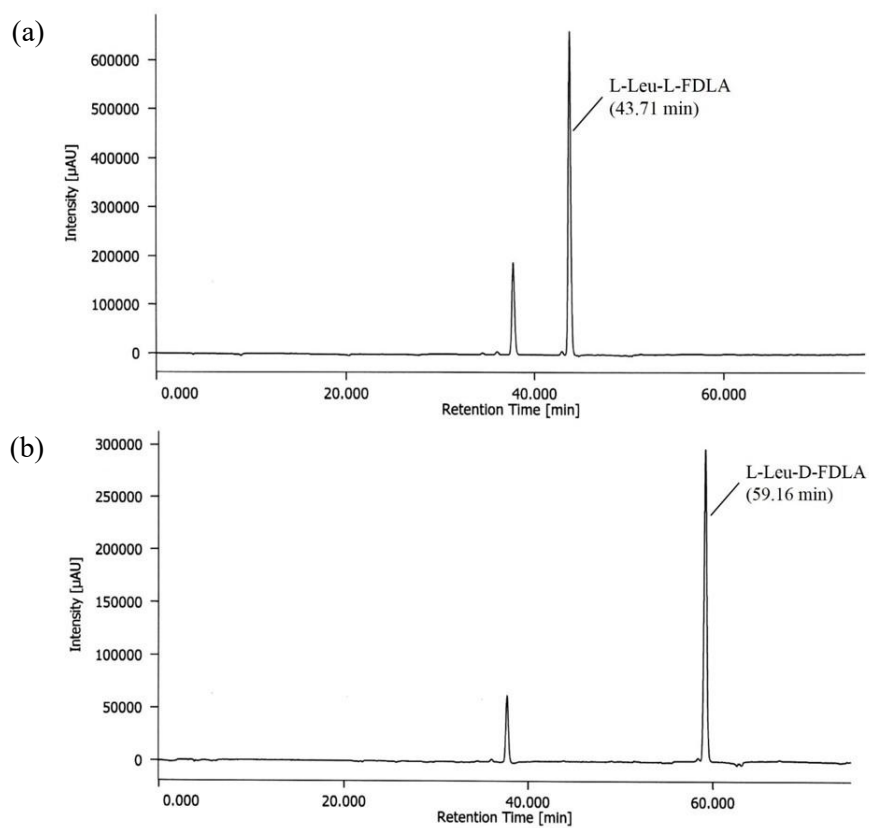 (a)
600000
500000
400000
300000
200000
100000
0
Intensity [µAU]
L-Leu-L-FDLA
(43.71 min)
0.000 20.000 40.000 60.000
Retention Time [min]
(b)
300000
250000
200000
150000
100000
50000
0
Intensity [µAU]
L-Leu-D-FDLA
(59.16 min)
0.000 20.000 40.000 60.000
Retention Time [min]